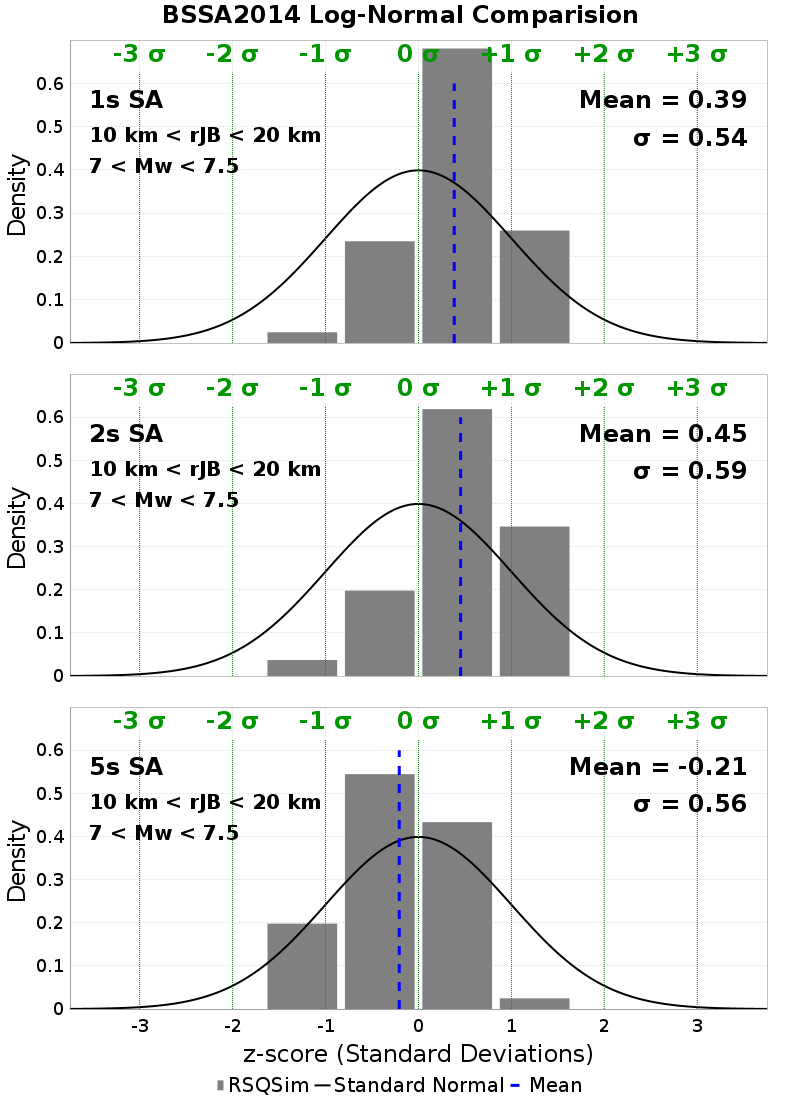 BSSA2014 Log-Normal Comparision
-3 σ -2 σ -1 σ 0 σ +1 σ +2 σ +3 σ
1s SA
10 km < rJB < 20 km
7 < Mw < 7.5
Mean = 0.39
σ = 0.54
Density
0.6
0.5
0.4
0.3
0.2
0.1
0
-3 σ -2 σ -1 σ 0 σ +1 σ +2 σ +3 σ
2s SA
10 km < rJB < 20 km
7 < Mw < 7.5
Mean = 0.45
σ = 0.59
Density
0.6
0.5
0.4
0.3
0.2
0.1
0
-3 σ -2 σ -1 σ 0 σ +1 σ +2 σ +3 σ
5s SA
10 km < rJB < 20 km
7 < Mw < 7.5
Mean = -0.21
σ = 0.56
Density
0.6
0.5
0.4
0.3
0.2
0.1
0
-3 -2 -1 0 1 2 3
z-score (Standard Deviations)
RSQSim Standard Normal Mean